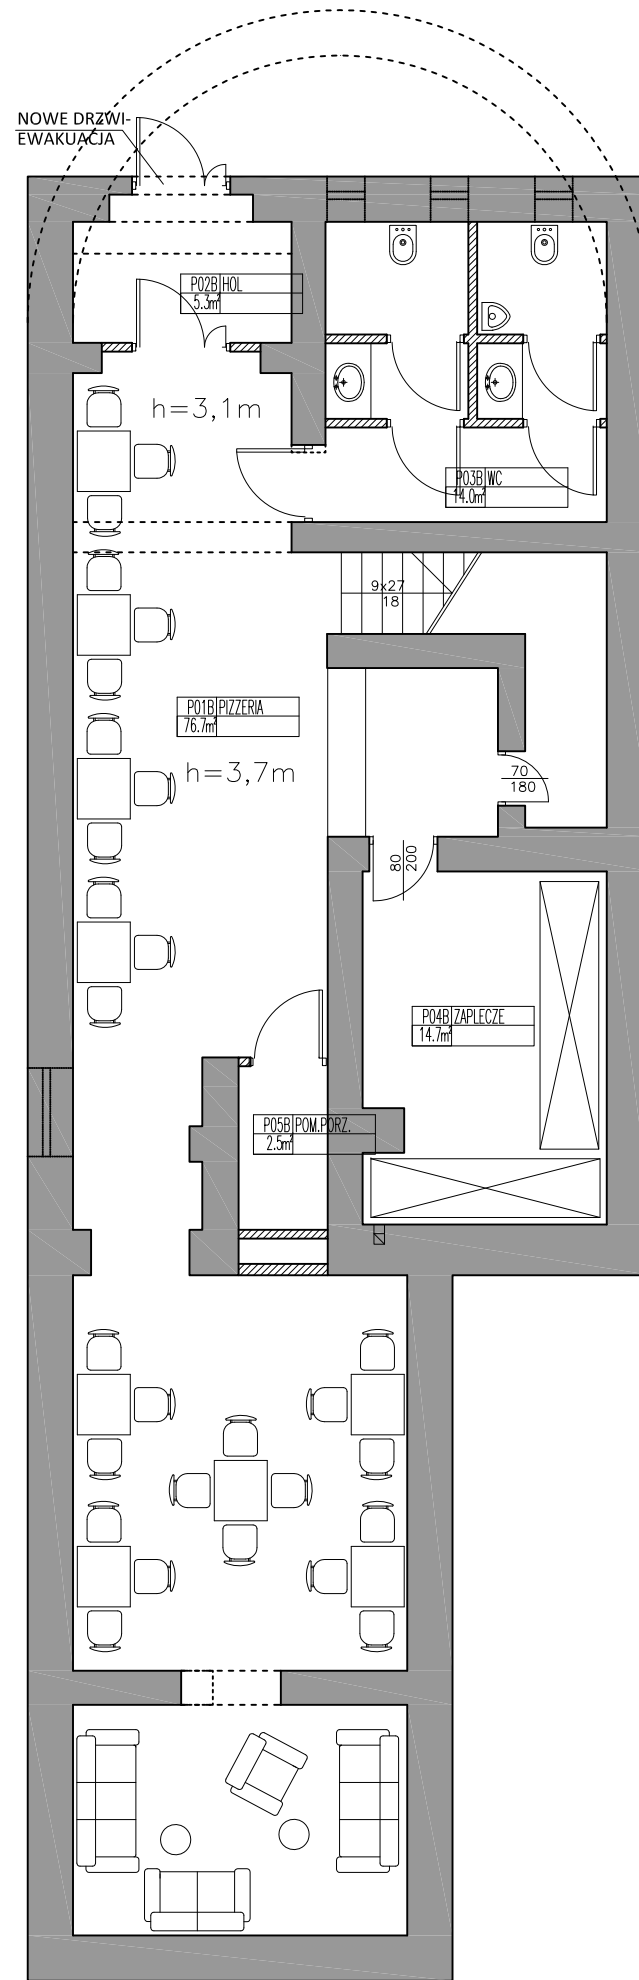 NOWE DRZWI-
EWAKUACJA
P02B HOL
5.3m²
h=3,1m
P03B WC
14.0m²
9x27
18
P01B PIZZERIA
76.7m²
h=3,7m
70
180
80
200
P04B ZAPLECZE
14.7m²
P05B POM.PORZ.
2.5m²